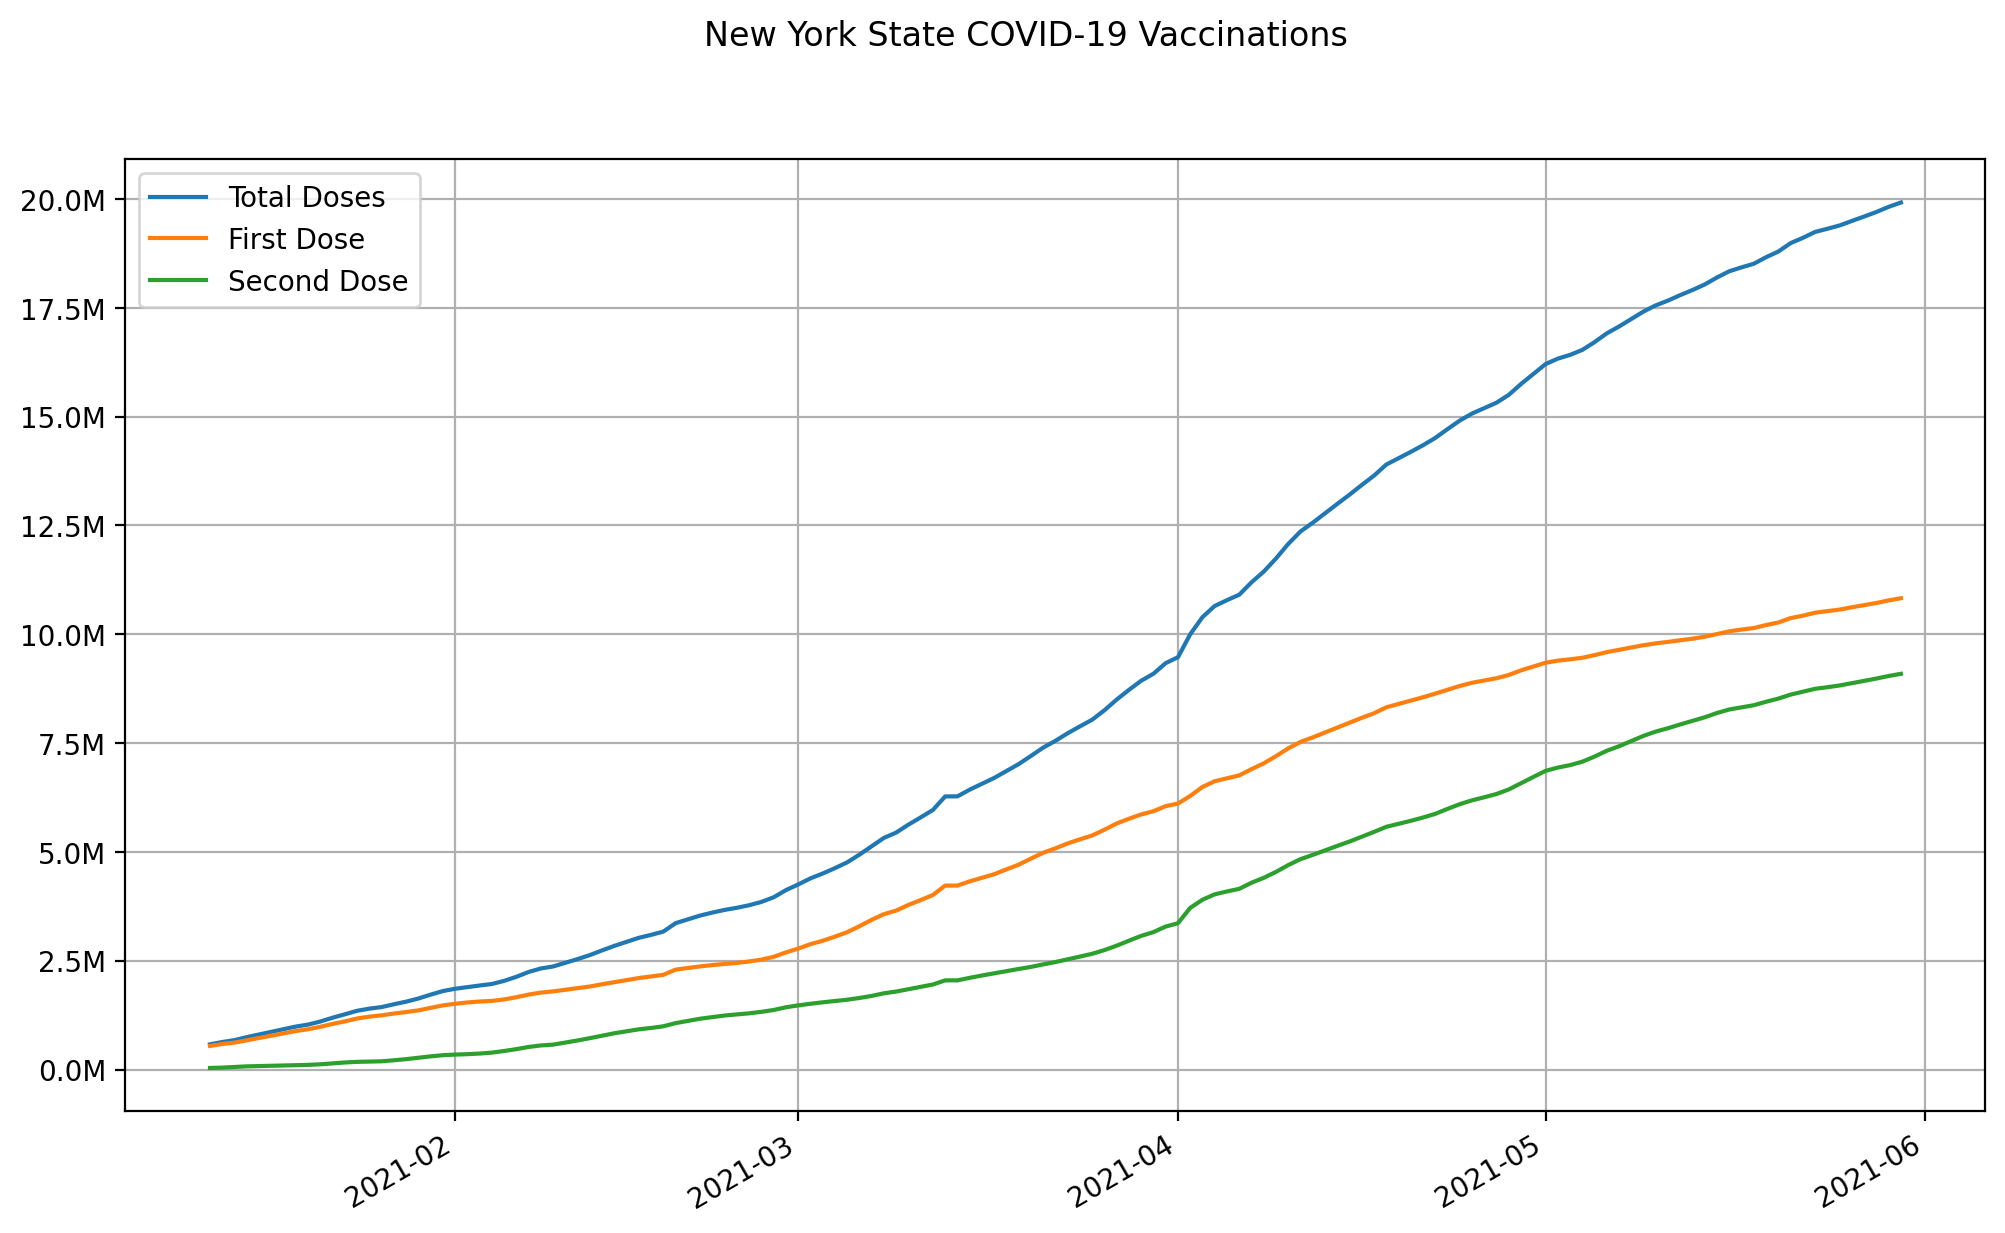 New York State COVID-19 Vaccinations
Total Doses
First Dose
Second Dose
20.0M
17.5M
15.0M
12.5M
10.0M
7.5M
5.0M
2.5M
0.0M
2021-02
2021-03
2021-04
2021-05
2021-06